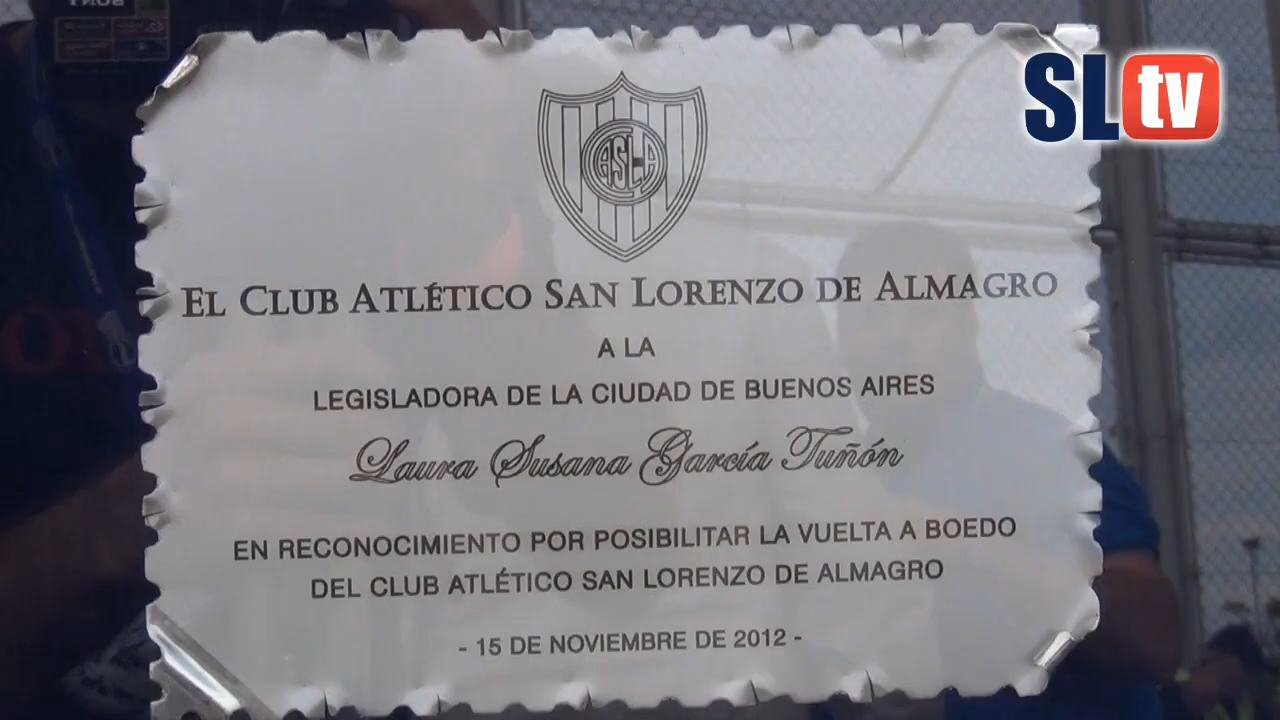 SL tv
CASLA
EL CLUB ATLÉTICO SAN LORENZO DE ALMAGRO
A LA
LEGISLADORA DE LA CIUDAD DE BUENOS AIRES
Laura Susana García Tuñón
EN RECONOCIMIENTO POR POSIBILITAR LA VUELTA A BOEDO
DEL CLUB ATLÉTICO SAN LORENZO DE ALMAGRO
- 15 DE NOVIEMBRE DE 2012 -